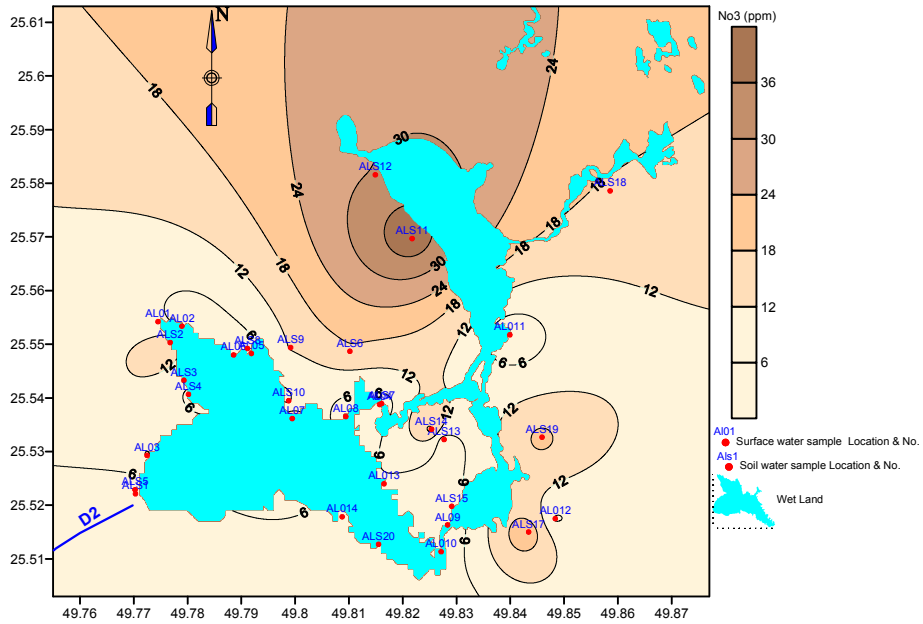 N
No3 (ppm)
36
30
24
18
12
6
Al01
Surface water sample Location & No.
Als1
Soil water sample Location & No.
Wet Land
25.61
25.6
25.59
25.58
25.57
25.56
25.55
25.54
25.53
25.52
25.51
49.76 49.77 49.78 49.79 49.8 49.81 49.82 49.83 49.84 49.85 49.86 49.87
18
24
24
30
ALS12
18
ALS18
18
18
ALS11
30
24
18
12
18
12
12
AL01
AL02
ALS2
6
ALS9
ALS6
AL011
6
6
12
12
ALS3
ALS4
6
ALS10
AL07
6
AL08
6
12
12
ALS14
ALS13
ALS19
AL03
6
6
AL013
6
12
ALS1
D2
6
AL014
ALS15
AL09
AL012
ALS17
6
ALS20
AL010